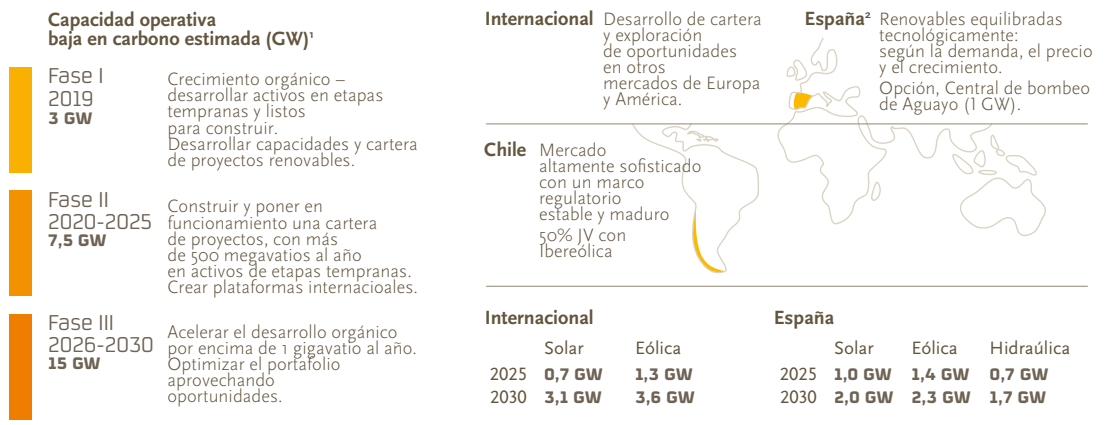 Capacidad operativa
baja en carbono estimada (GW)¹
Fase I
2019
3 GW
Crecimiento orgánico –
desarrollar activos en etapas
tempranas y listos
para construir.
Desarrollar capacidades y cartera
de proyectos renovables.
Fase II
2020-2025
7,5 GW
Construir y poner en
funcionamiento una cartera
de proyectos, con más
de 500 megavatios al año
en activos de etapas tempranas.
Crear plataformas internacioales.
Fase III
2026-2030
15 GW
Acelerar el desarrollo orgánico
por encima de 1 gigavatio al año.
Optimizar el portafolio
aprovechando
oportunidades.
Internacional
Desarrollo de cartera
y exploración
de oportunidades
en otros
mercados de Europa
y América.
España²
Renovables equilibradas
tecnológicamente:
según la demanda, el precio
y el crecimiento.
Opción, Central de bombeo
de Aguayo (1 GW).
Chile
Mercado
altamente sofisticado
con un marco
regulatorio
estable y maduro
50% JV con
Ibereólica
Internacional
Solar Eólica
2025 0,7 GW 1,3 GW
2030 3,1 GW 3,6 GW
España
Solar Eólica Hidraúlica
2025 1,0 GW 1,4 GW 0,7 GW
2030 2,0 GW 2,3 GW 1,7 GW